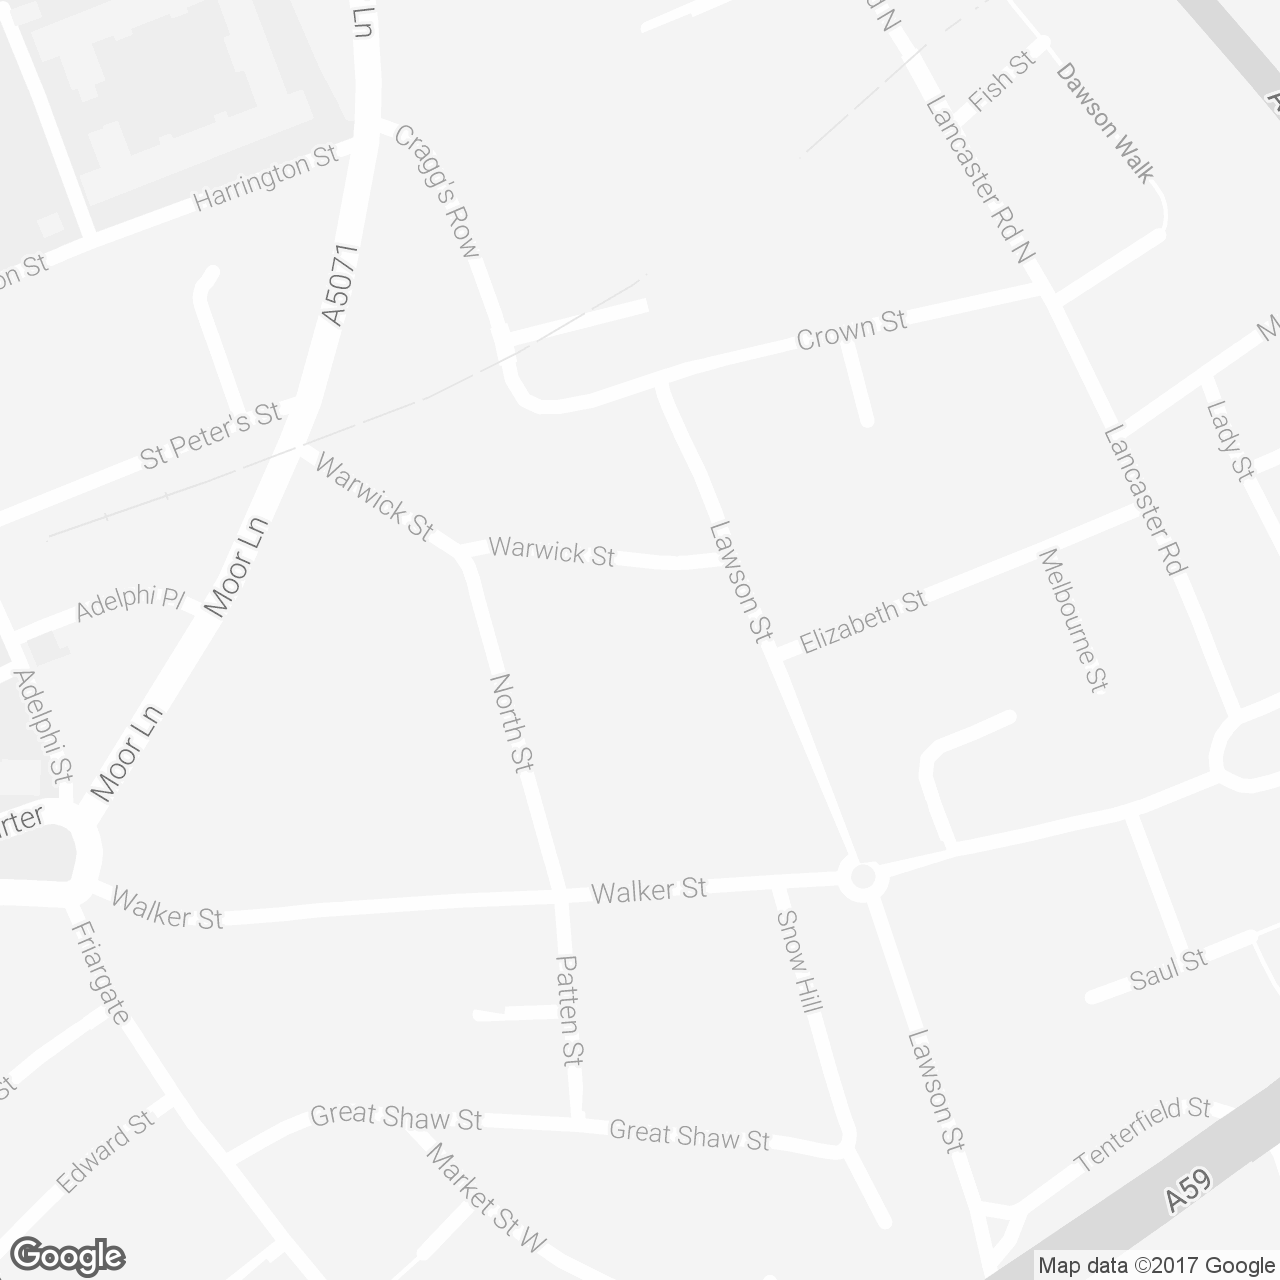 Ln
d N
Fish St
Dawson Walk
A
Lancaster Rd N
Harrington St
Cragg's Row
on St
A5071
Crown St
M
St Peter's St
Lady St
Warwick St
Lancaster Rd
Warwick St
Moor Ln
Lawson St
Adelphi Pl
Elizabeth St
Melbourne St
Adelphi St
North St
Moor Ln
rter
Walker St
Walker St
Snow Hill
Friargate
Patten St
Saul St
Lawson St
St
Edward St
Great Shaw St
Great Shaw St
Tenterfield St
Market St W
A59
Google
Map data ©2017 Google